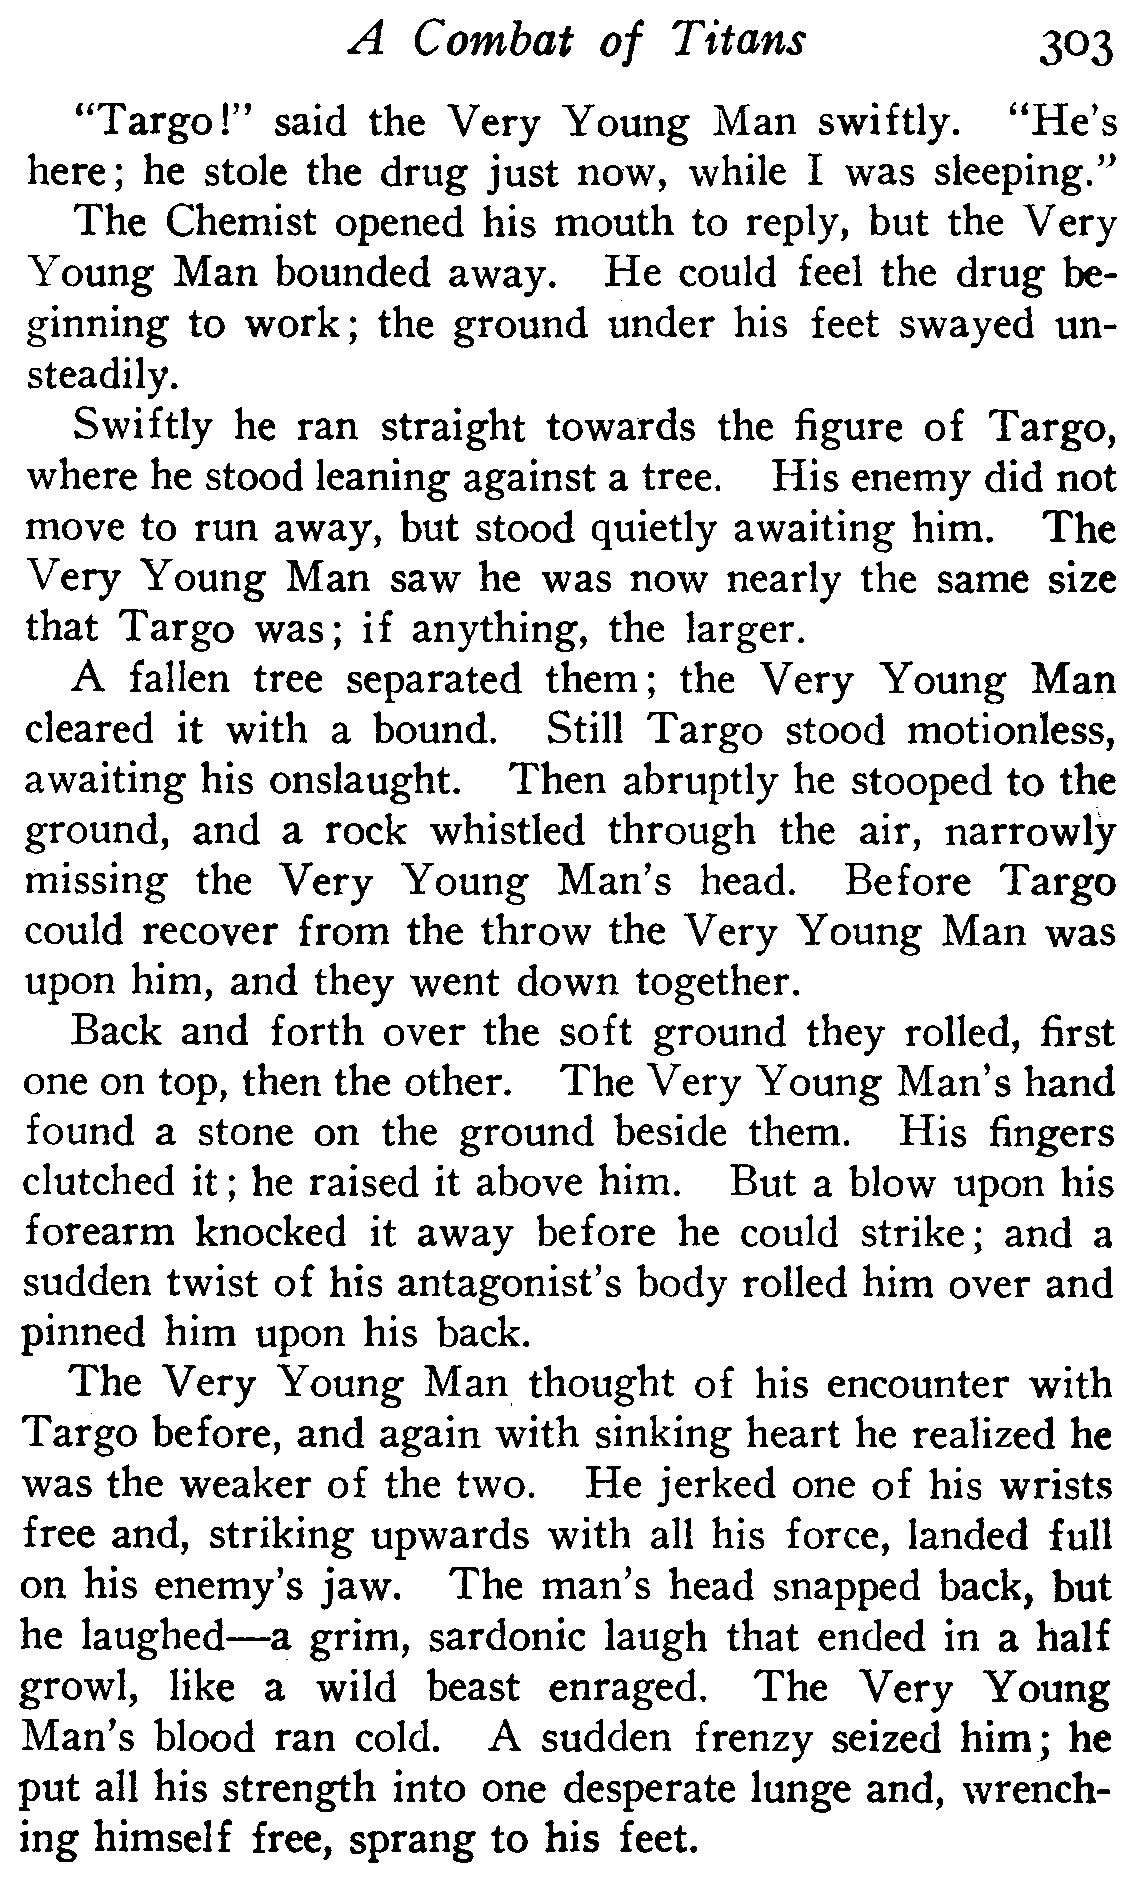 A Combat of Titans 303
"Targo!" said the Very Young Man swiftly. "He's
here; he stole the drug just now, while I was sleeping."
The Chemist opened his mouth to reply, but the Very
Young Man bounded away. He could feel the drug be-
ginning to work; the ground under his feet swayed un-
steadily.
Swiftly he ran straight towards the figure of Targo,
where he stood leaning against a tree. His enemy did not
move to run away, but stood quietly awaiting him. The
Very Young Man saw he was now nearly the same size
that Targo was; if anything, the larger.
A fallen tree separated them; the Very Young Man
cleared it with a bound. Still Targo stood motionless,
awaiting his onslaught. Then abruptly he stooped to the
ground, and a rock whistled through the air, narrowly
missing the Very Young Man's head. Before Targo
could recover from the throw the Very Young Man was
upon him, and they went down together.
Back and forth over the soft ground they rolled, first
one on top, then the other. The Very Young Man's hand
found a stone on the ground beside them. His fingers
clutched it; he raised it above him. But a blow upon his
forearm knocked it away before he could strike; and a
sudden twist of his antagonist's body rolled him over and
pinned him upon his back.
The Very Young Man thought of his encounter with
Targo before, and again with sinking heart he realized he
was the weaker of the two. He jerked one of his wrists
free and, striking upwards with all his force, landed full
on his enemy's jaw. The man's head snapped back, but
he laughed—a grim, sardonic laugh that ended in a half
growl, like a wild beast enraged. The Very Young
Man's blood ran cold. A sudden frenzy seized him; he
put all his strength into one desperate lunge and, wrench-
ing himself free, sprang to his feet.